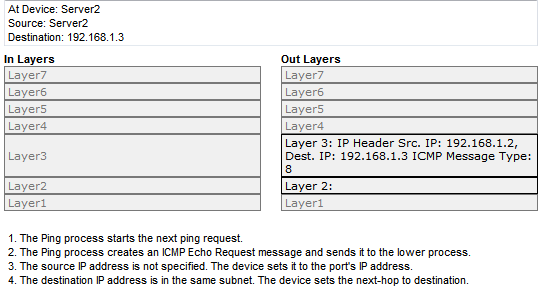 At Device: Server2
Source: Server2
Destination: 192.168.1.3
In Layers
Layer7
Layer6
Layer5
Layer4
Layer3
Layer2
Layer1
Out Layers
Layer7
Layer6
Layer5
Layer4
Layer 3: IP Header Src. IP: 192.168.1.2,
Dest. IP: 192.168.1.3 ICMP Message Type:
8
Layer 2:
Layer1
1. The Ping process starts the next ping request.
2. The Ping process creates an ICMP Echo Request message and sends it to the lower process.
3. The source IP address is not specified. The device sets it to the port's IP address.
4. The destination IP address is in the same subnet. The device sets the next-hop to destination.